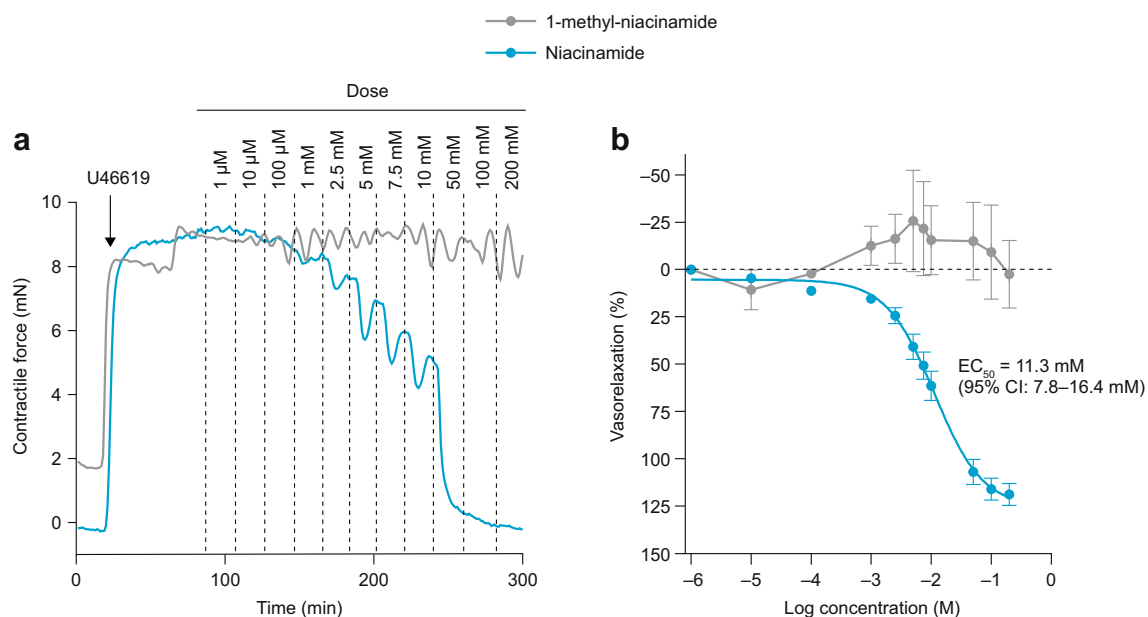 1-methyl-niacinamide
Niacinamide
a
Dose
1 µM
10 µM
100 µM
1 mM
2.5 mM
5 mM
7.5 mM
10 mM
50 mM
100 mM
200 mM
U46619
10
8
6
4
2
0
Contractile force (mN)
0
100
200
300
Time (min)
b
–50
–25
0
25
50
75
100
125
150
Vasorelaxation (%)
EC50 = 11.3 mM
(95% CI: 7.8–16.4 mM)
–6
–5
–4
–3
–2
–1
0
Log concentration (M)